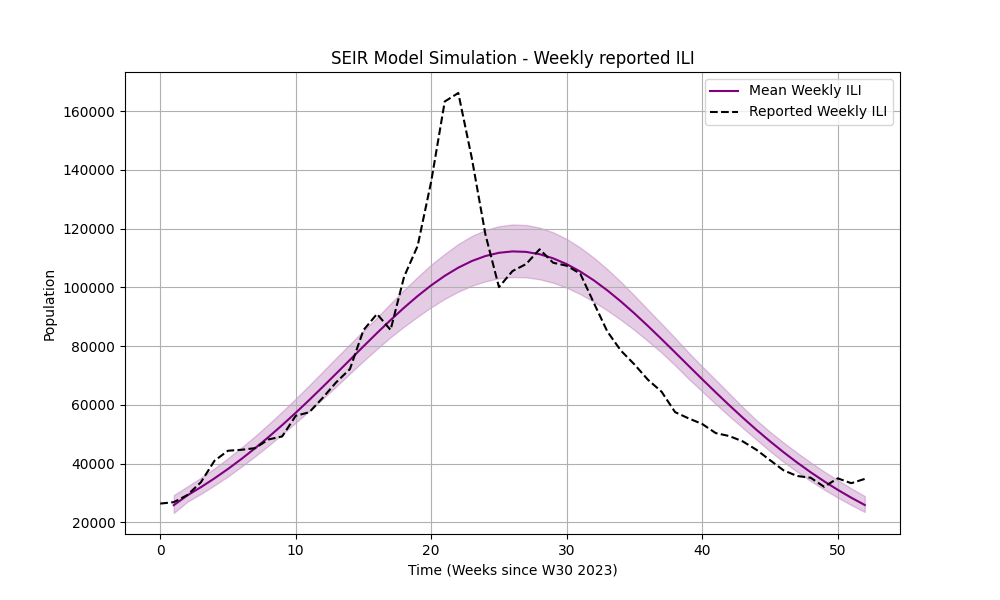 SEIR Model Simulation - Weekly reported ILI
Mean Weekly ILI
Reported Weekly ILI
160000
140000
120000
100000
80000
60000
40000
20000
Population
0 10 20 30 40 50
Time (Weeks since W30 2023)